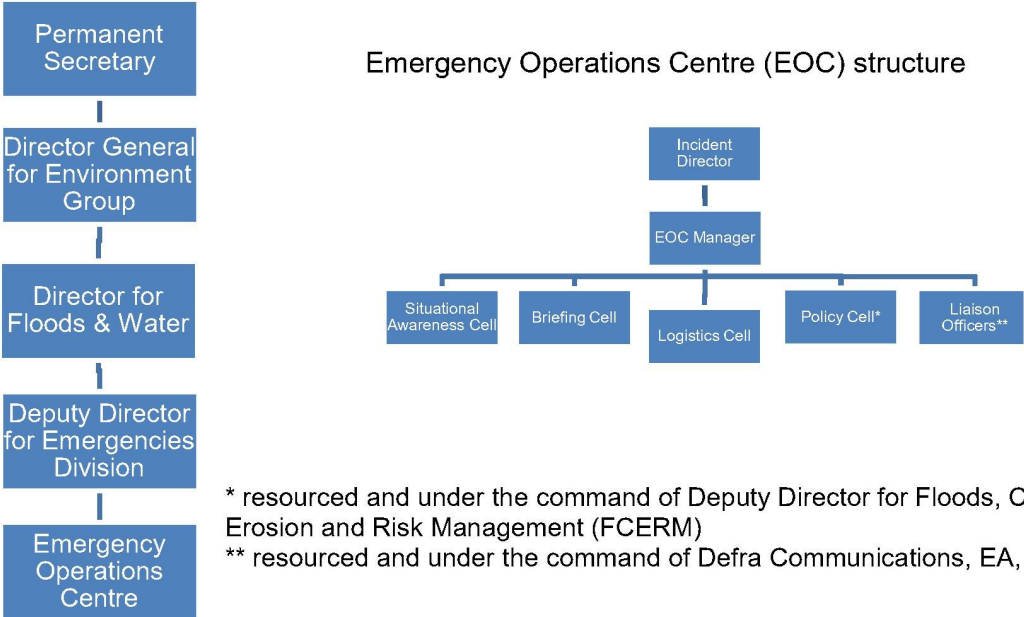 Permanent
Secretary
Director General
for Environment
Group
Director for
Floods & Water
Deputy Director
for Emergencies
Division
Emergency
Operations
Centre
Emergency Operations Centre (EOC) structure
Incident
Director
EOC Manager
Situational
Awareness Cell
Briefing Cell
Logistics Cell
Policy Cell*
Liaison
Officers**
* resourced and under the command of Deputy Director for Floods,
Erosion and Risk Management (FCERM)
** resourced and under the command of Defra Communications, EA,